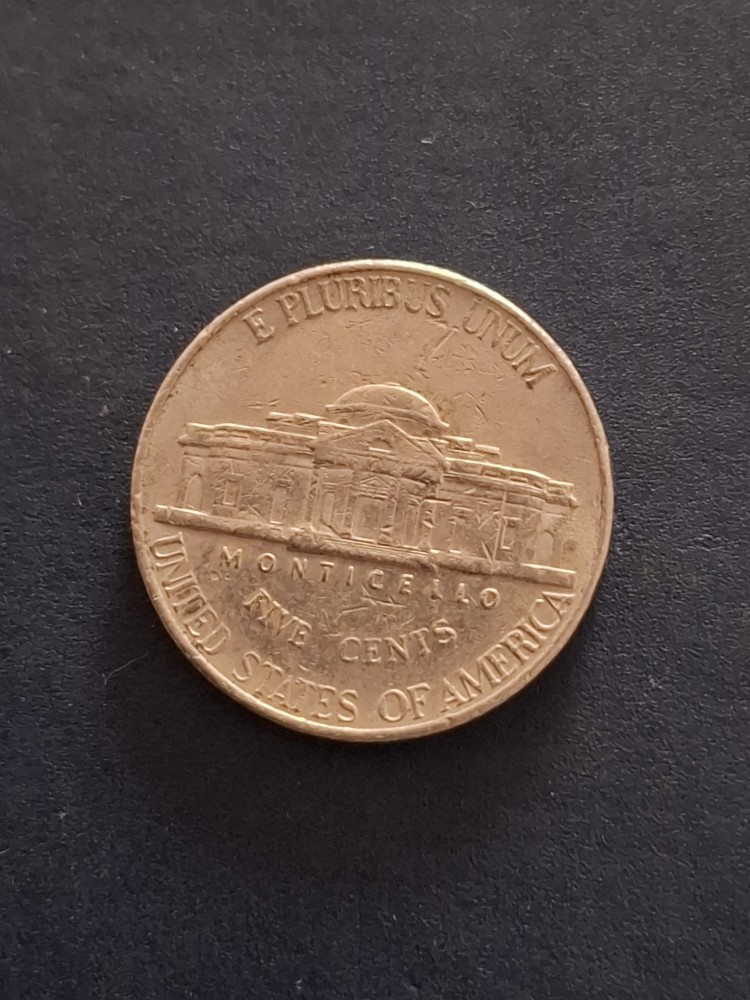 E PLURIBUS UNUM
MONTICELLO
FIVE CENTS
UNITED STATES OF AMERICA